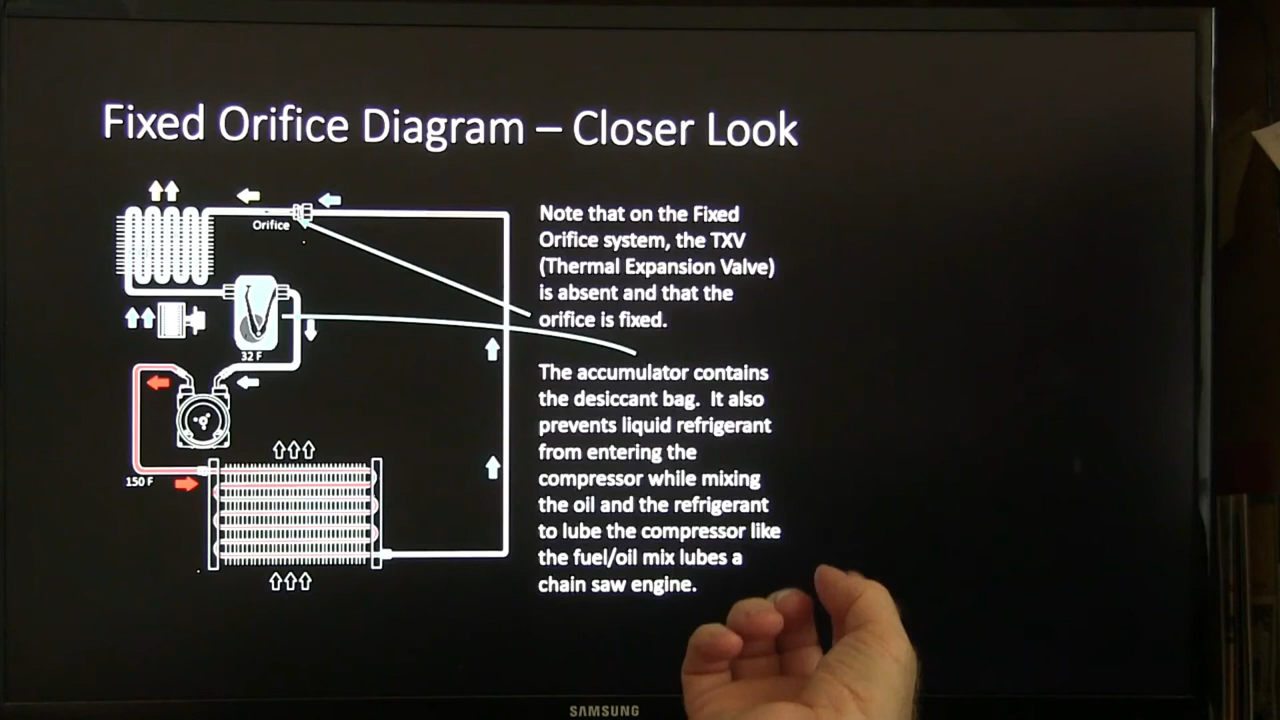 Fixed Orifice Diagram – Closer Look
Orifice
32 F
150 F
Note that on the Fixed
Orifice system, the TXV
(Thermal Expansion Valve)
is absent and that the
orifice is fixed.
The accumulator contains
the desiccant bag.  It also
prevents liquid refrigerant
from entering the
compressor while mixing
the oil and the refrigerant
to lube the compressor like
the fuel/oil mix lubes a
chain saw engine.
SAMSUNG